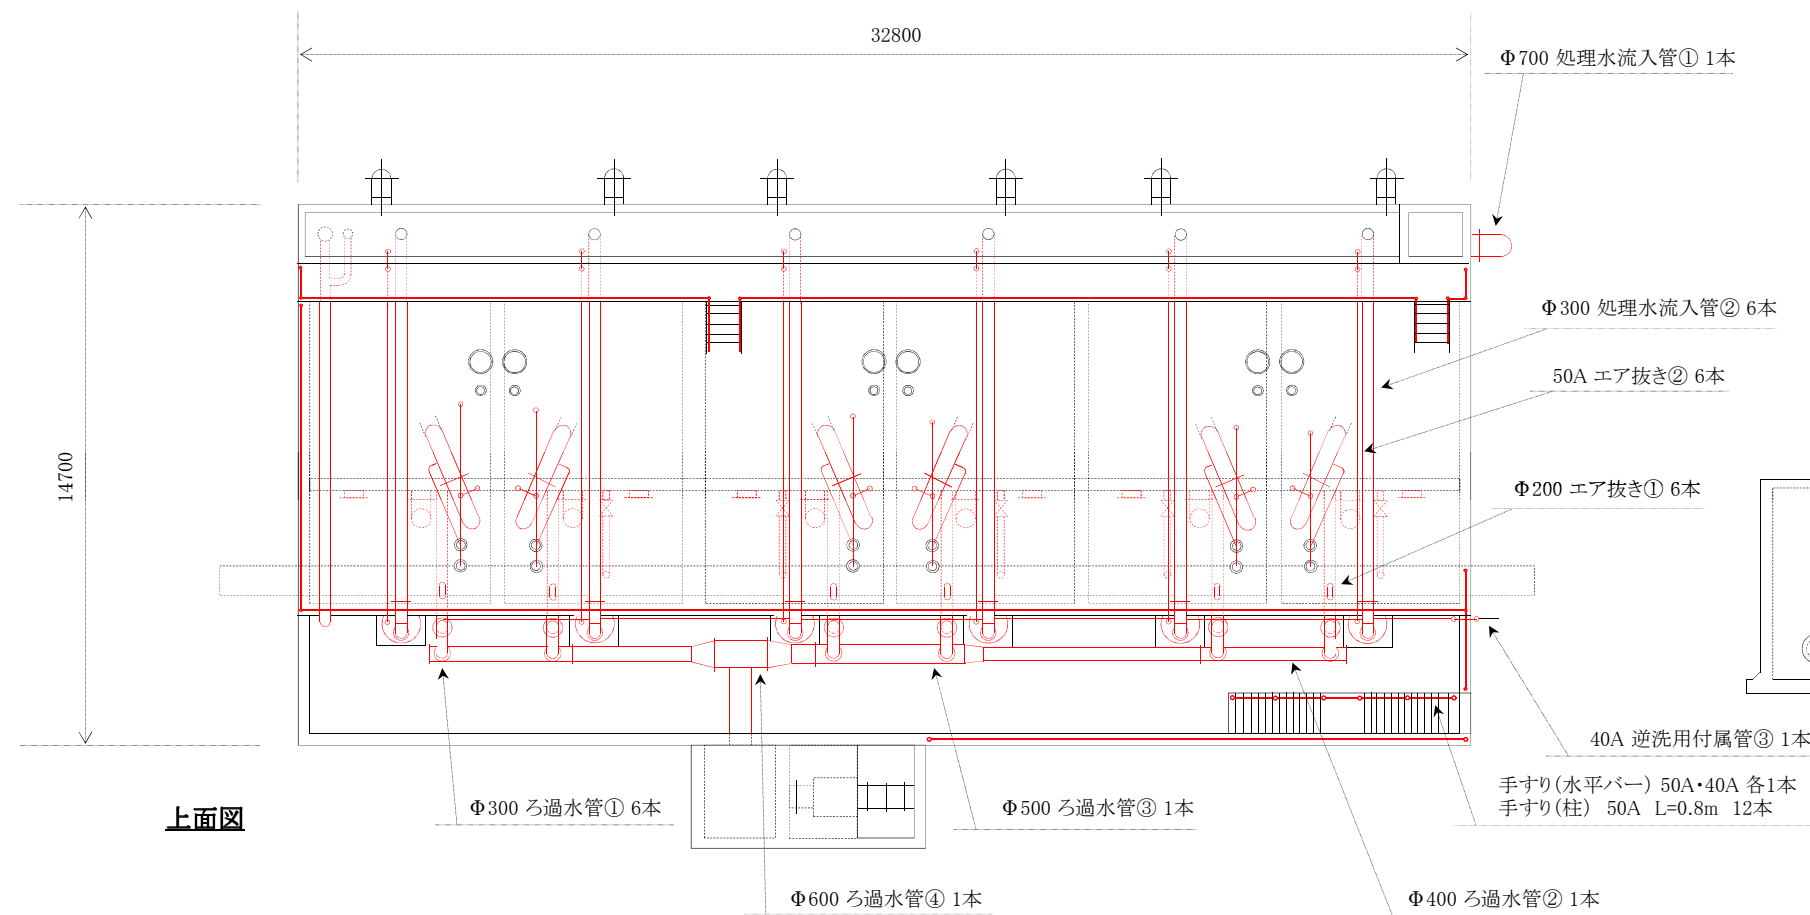 32800
Φ700 処理水流入管① 1本
Φ300 処理水流入管② 6本
50A エア抜き② 6本
14700
Φ200 エア抜き① 6本
40A 逆洗用付属管③ 1本
手すり(水平バー) 50A・40A 各1本
手すり(柱) 50A L=0.8m 12本
上面図
Φ300 ろ過水管① 6本
Φ500 ろ過水管③ 1本
Φ600 ろ過水管④ 1本
Φ400 ろ過水管② 1本